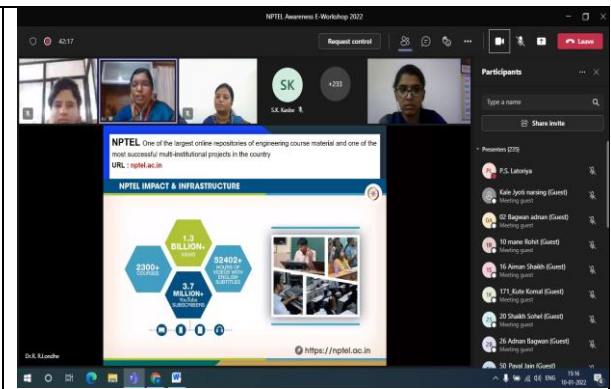 NPTEL Awareness E-Workshop 2022
42:17
Request control
Leave
SK
S.K. Kashe
+233
Participants
Type a name
Share invite
Presenters (235)
P.S. Latoriya
Kale Jyoti narsing (Guest)
Meeting guest
02 Bagwan adnan (Guest)
Meeting guest
10 mane Rohit (Guest)
Meeting guest
16 Aiman Shaikh (Guest)
Meeting guest
171_Kute Komal (Guest)
Meeting guest
20 Shaikh Sohel (Guest)
Meeting guest
26 Adnan Bagwan (Guest)
Meeting guest
50 Payal Jain (Guest)
NPTEL One of the largest online repositories of engineering course material and one of the
most successful multi-institutional projects in the country
URL : nptel.ac.in
NPTEL IMPACT & INFRASTRUCTURE
1.3
BILLION+
VIEWS
2300+
COURSES
52402+
HOURS OF
VIDEOS WITH
ENGLISH
SUBTITLES
3.7
MILLION+
YouTube
SUBSCRIBERS
https://nptel.ac.in
Dr.K. R.Londhe
ENG
15:16
10-01-2022